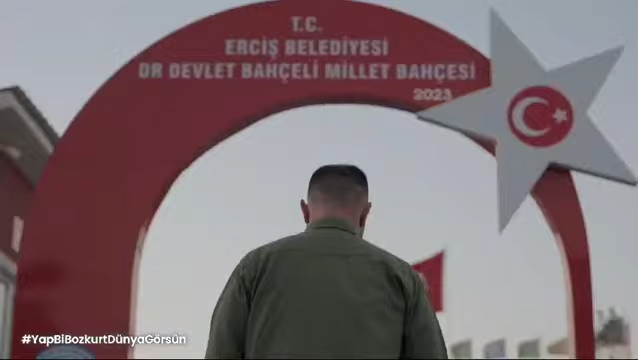 T.C.
ERCİŞ BELEDİYESİ
DR DEVLET BAHÇELİ MİLLET BAHÇESİ
2023
#YapBiBozkurtDünyaGörsün